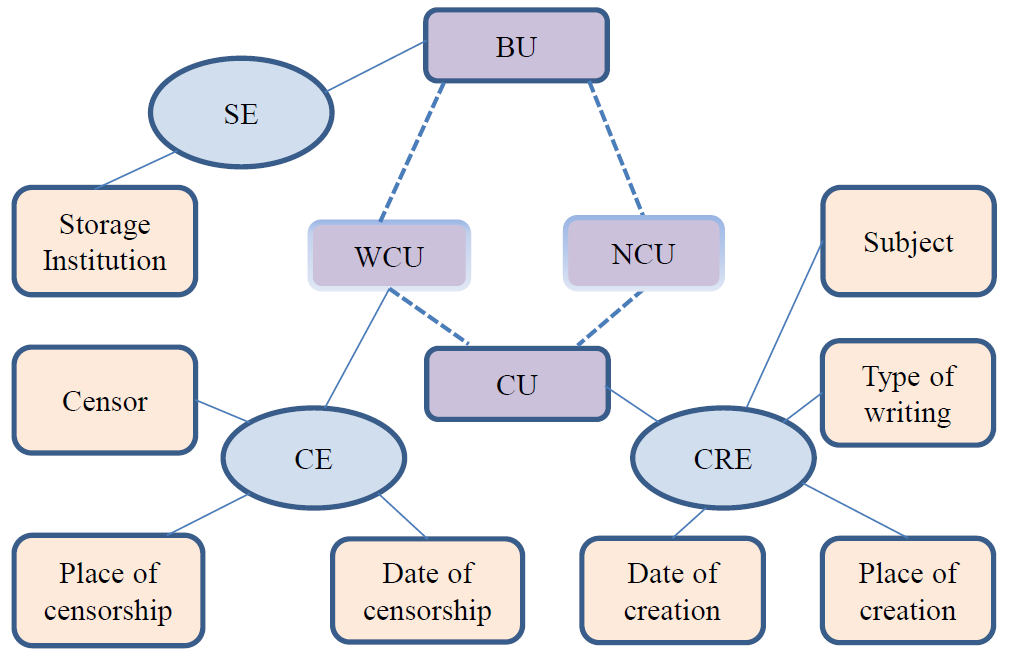 BU
SE
Storage
Institution
WCU
NCU
Subject
Censor
CU
Type of
writing
CE
CRE
Place of
censorship
Date of
censorship
Date of
creation
Place of
creation